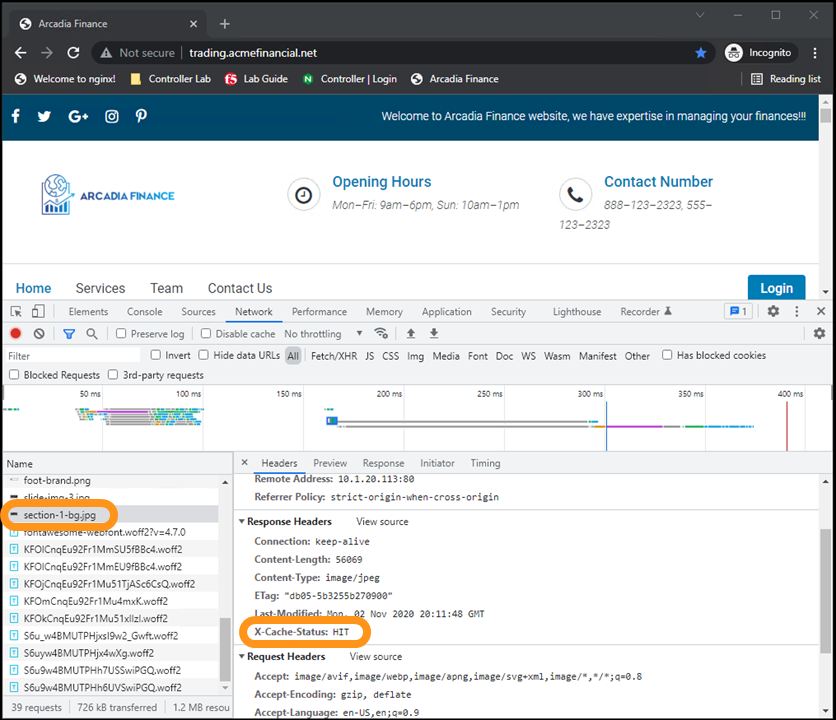 Arcadia Finance
Not secure | trading.acmefinancial.net
Incognito
Welcome to nginx!
Controller Lab
Lab Guide
Controller | Login
Arcadia Finance
Reading list
Welcome to Arcadia Finance website, we have expertise in managing your finances!!!
ARCADIA FINANCE
Opening Hours
Mon–Fri: 9am–6pm, Sun: 10am–1pm
Contact Number
888–123–2323, 555–
123–2323
Home
Services
Team
Contact Us
Login
Elements
Console
Sources
Network
Performance
Memory
Application
Security
Lighthouse
Recorder
1
Preserve log
Disable cache
No throttling
Filter
Invert
Hide data URLs
All
Fetch/XHR
JS
CSS
Img
Media
Font
Doc
WS
Wasm
Manifest
Other
Has blocked cookies
Blocked Requests
3rd-party requests
50 ms
100 ms
150 ms
200 ms
250 ms
300 ms
350 ms
400 ms
Name
foot-brand.png
slide-img-3.jpg
section-1-bg.jpg
fontawesome-webfont.woff2?v=4.7.0
KFOlCnqEu92Fr1MmSU5fBBc4.woff2
KFOlCnqEu92Fr1MmEU9fBBc4.woff2
KFOjCnqEu92Fr1Mu51TjASc6CsQ.woff2
KFOmCnqEu92Fr1Mu4mxK.woff2
KFOkCnqEu92Fr1Mu51xIIzI.woff2
S6u_w4BMUTPHjxsI9w2_Gwft.woff2
S6uyw4BMUTPHjx4wXg.woff2
S6u9w4BMUTPHh7USSwiPGQ.woff2
S6u9w4BMUTPHh6UVSwiPGQ.woff2
39 requests
726 kB transferred
1.2 MB resou
Headers
Preview
Response
Initiator
Timing
Remote Address: 10.1.20.113:80
Referrer Policy: strict-origin-when-cross-origin
Response Headers
View source
Connection: keep-alive
Content-Length: 56069
Content-Type: image/jpeg
ETag: "db05-5b3255b270900"
Last-Modified: Mon, 02 Nov 2020 20:11:48 GMT
X-Cache-Status: HIT
Request Headers
View source
Accept: image/avif,image/webp,image/apng,image/svg+xml,image/*,*/*;q=0.8
Accept-Encoding: gzip, deflate
Accept-Language: en-US,en;q=0.9